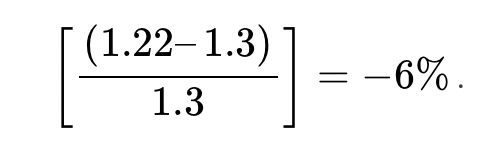 [(1.22–1.3) / 1.3] = −6% .